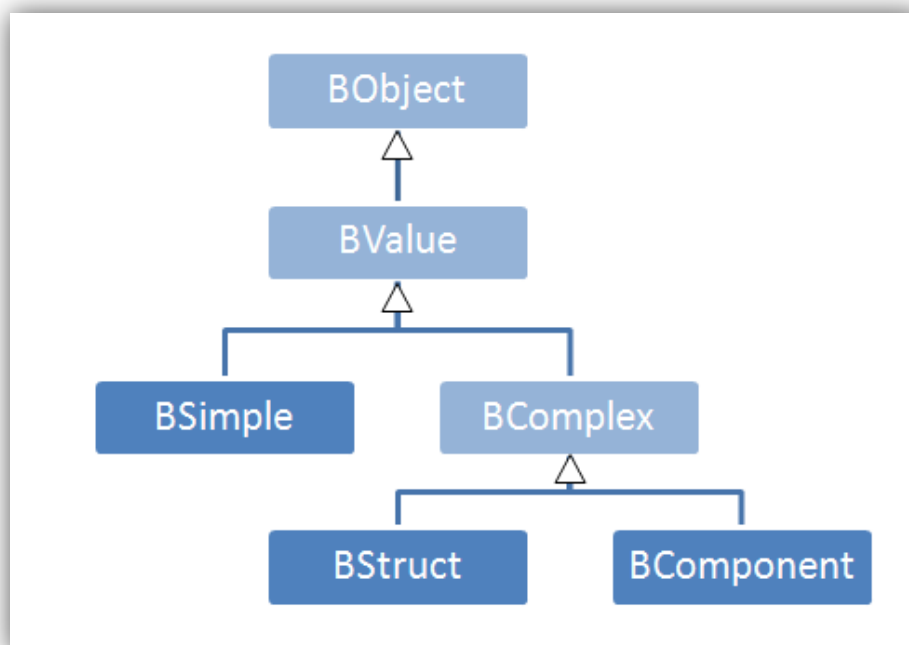 BObject
BValue
BSimple
BComplex
BStruct
BComponent